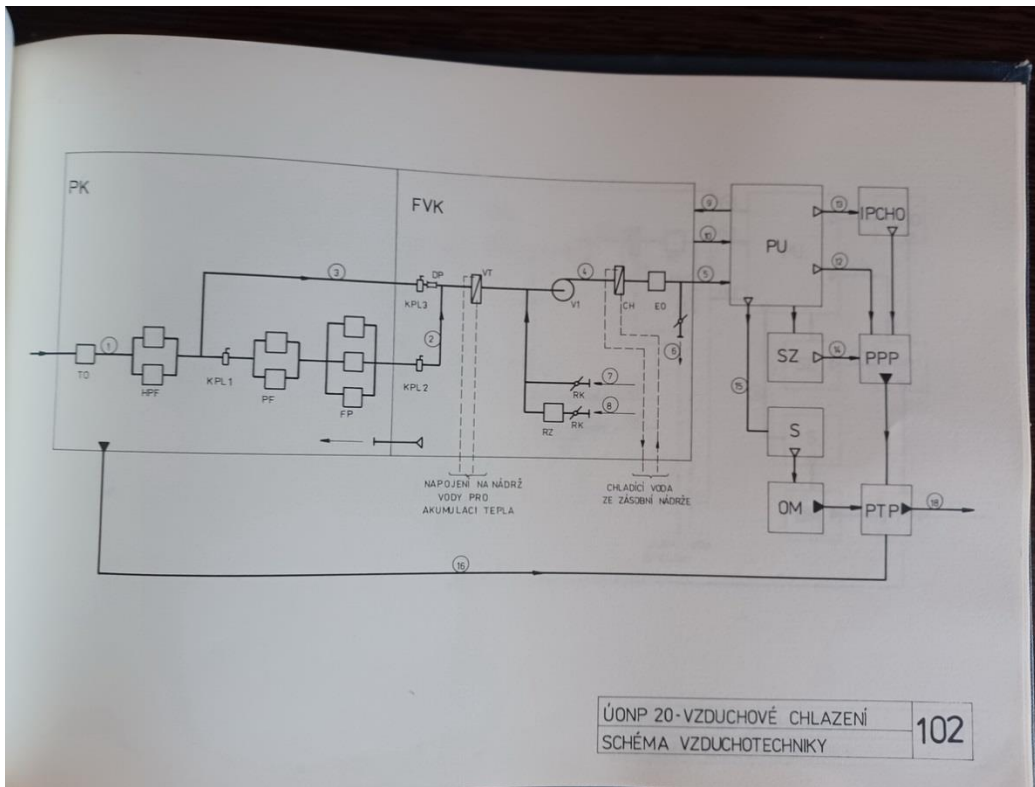 PK
FVK
9
10
PU
19
IPCHO
3
KPL3
DP
VT
4
V1
CH
EO
5
12
2
6
1
TO
HPF
KPL1
PF
FP
KPL2
7
RK
8
RZ
RK
SZ
14
PPP
15
S
NAPOJENÍ NA NÁDRŽ
VODY PRO
AKUMULACI TEPLA
CHLADÍCÍ VODA
ZE ZÁSOBNÍ NÁDRŽE
OM
PTP
18
16
ÚONP 20-VZDUCHOVÉ CHLAZENÍ
SCHÉMA VZDUCHOTECHNIKY
102